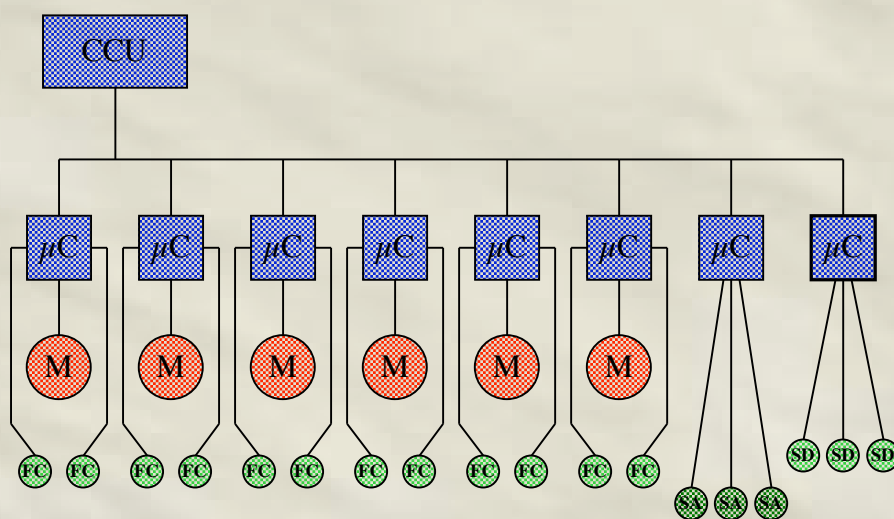 CCU
μC μC μC μC μC μC μC μC
M M M M M M
SD SD SD
FC FC FC FC FC FC FC FC FC FC FC FC
SA SA SA